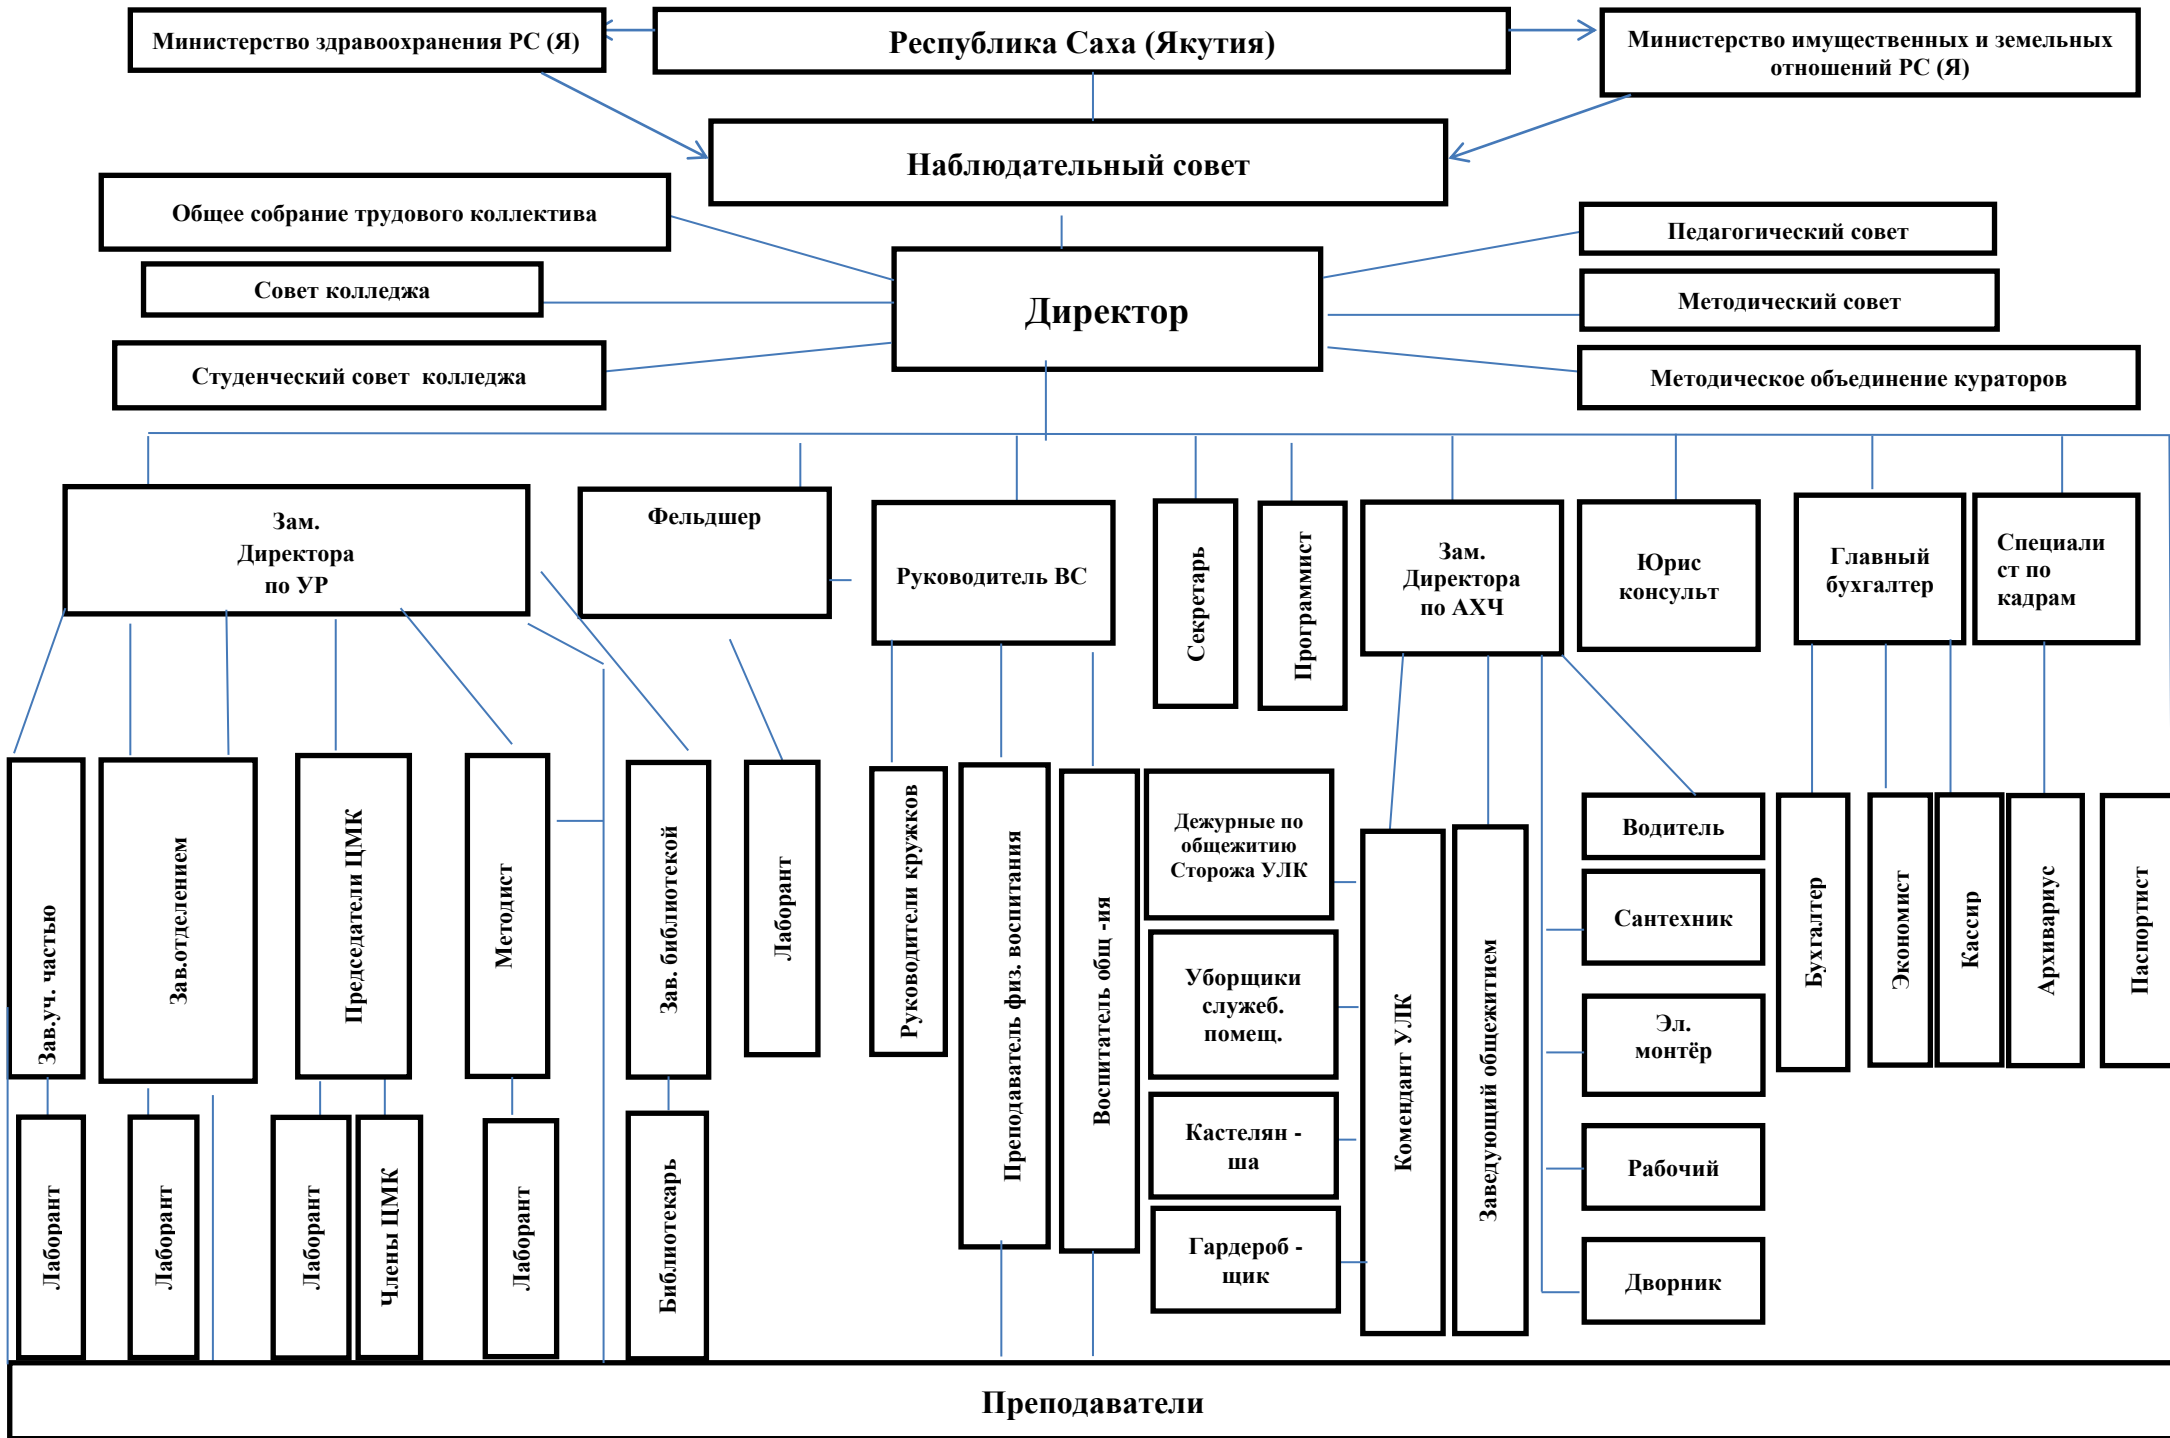 Министерство здравоохранения РС (Я)
Республика Саха (Якутия)
Министерство имущественных и земельных
отношений РС (Я)
Наблюдательный совет
Общее собрание трудового коллектива
Педагогический совет
Совет колледжа
Директор
Методический совет
Студенческий совет колледжа
Методическое объединение кураторов
Зам.
Директора
по УР
Фельдшер
Руководитель ВС
Секретарь
Программист
Зам.
Директора
по АХЧ
Юрис
консульт
Главный
бухгалтер
Специали
ст по
кадрам
Зав.уч. частью
Зав.отделением
Председатели ЦМК
Методист
Зав. библиотекой
Лаборант
Руководители кружков
Преподаватель физ. воспитания
Воспитатель общ -ия
Дежурные по
общежитию
Сторожа УЛК
Уборщики
служеб.
помещ.
Кастелян -
ша
Гардероб -
щик
Комендант УЛК
Заведующий общежитием
Водитель
Сантехник
Эл.
монтёр
Рабочий
Дворник
Бухгалтер
Экономист
Кассир
Архивариус
Паспортист
Лаборант
Лаборант
Лаборант
Члены ЦМК
Лаборант
Библиотекарь
Преподаватели